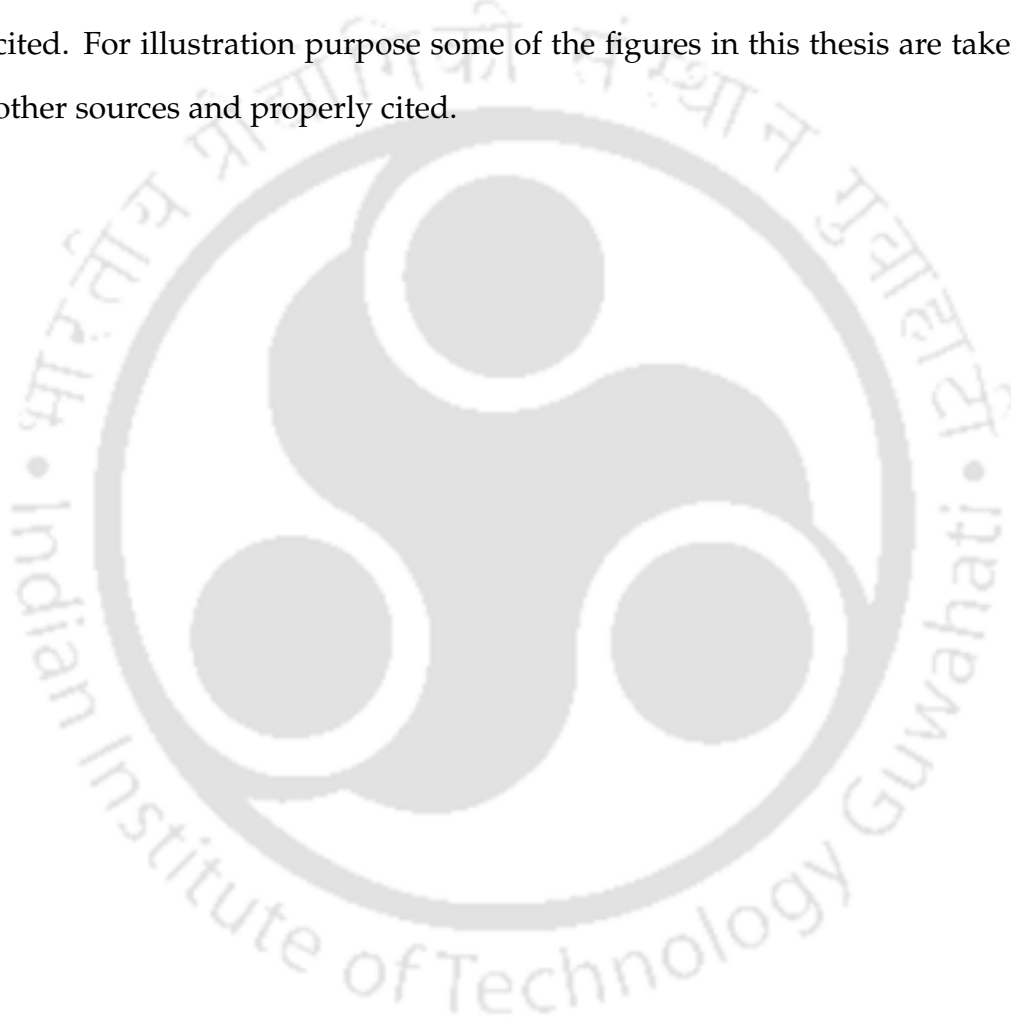 cited. For illustration purpose some of the figures in this thesis are take
other sources and properly cited.
भारतीय प्रौद्योगिकी संस्थान गुवाहाटी
• Indian Institute of Technology Guwahati •